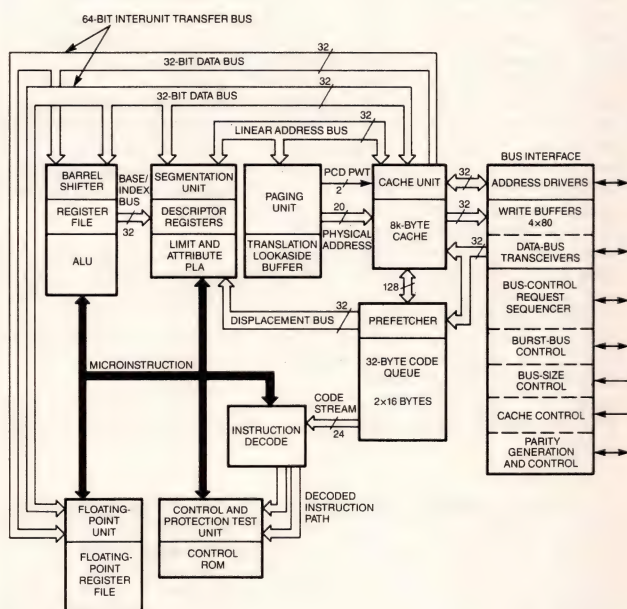 64-BIT INTERUNIT TRANSFER BUS
32
32-BIT DATA BUS
32
32-BIT DATA BUS
32
LINEAR ADDRESS BUS
BARREL
SHIFTER
REGISTER
FILE
ALU
BASE/
INDEX
BUS
32
SEGMENTATION
UNIT
DESCRIPTOR
REGISTERS
LIMIT AND
ATTRIBUTE
PLA
PAGING
UNIT
TRANSLATION
LOOKASIDE
BUFFER
PCD PWT
2
20
PHYSICAL
ADDRESS
CACHE UNIT
8k-BYTE
CACHE
32
32
32
BUS INTERFACE
ADDRESS DRIVERS
WRITE BUFFERS
4×80
DATA-BUS
TRANSCEIVERS
BUS-CONTROL
REQUEST
SEQUENCER
BURST-BUS
CONTROL
BUS-SIZE
CONTROL
CACHE CONTROL
PARITY
GENERATION
AND CONTROL
128
32
DISPLACEMENT BUS
PREFETCHER
32-BYTE CODE
QUEUE
2×16 BYTES
MICROINSTRUCTION
CODE
STREAM
24
INSTRUCTION
DECODE
DECODED
INSTRUCTION
PATH
FLOATING-
POINT
UNIT
FLOATING-
POINT
REGISTER
FILE
CONTROL AND
PROTECTION TEST
UNIT
CONTROL
ROM